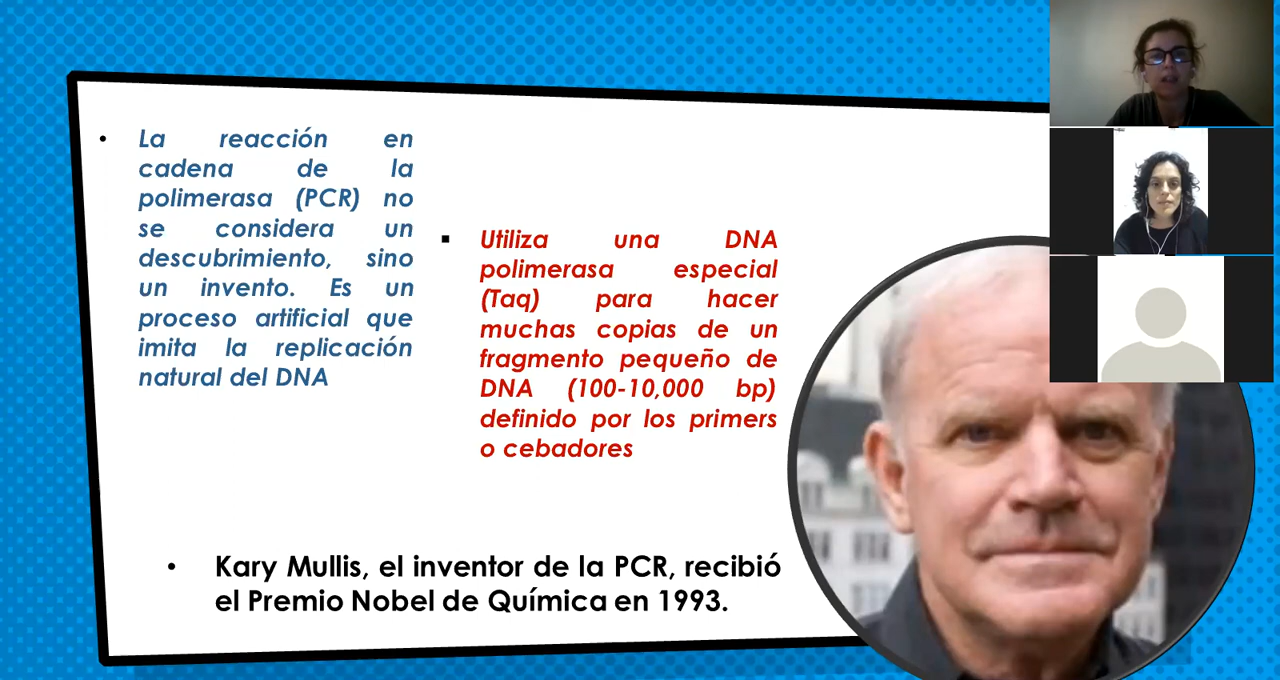 • La reacción en
cadena de la
polimerasa (PCR) no
se considera un
descubrimiento, sino
un invento. Es un
proceso artificial que
imita la replicación
natural del DNA
▪ Utiliza una DNA
polimerasa especial
(Taq) para hacer
muchas copias de un
fragmento pequeño de
DNA (100-10,000 bp)
definido por los primers
o cebadores
• Kary Mullis, el inventor de la PCR, recibió
el Premio Nobel de Química en 1993.